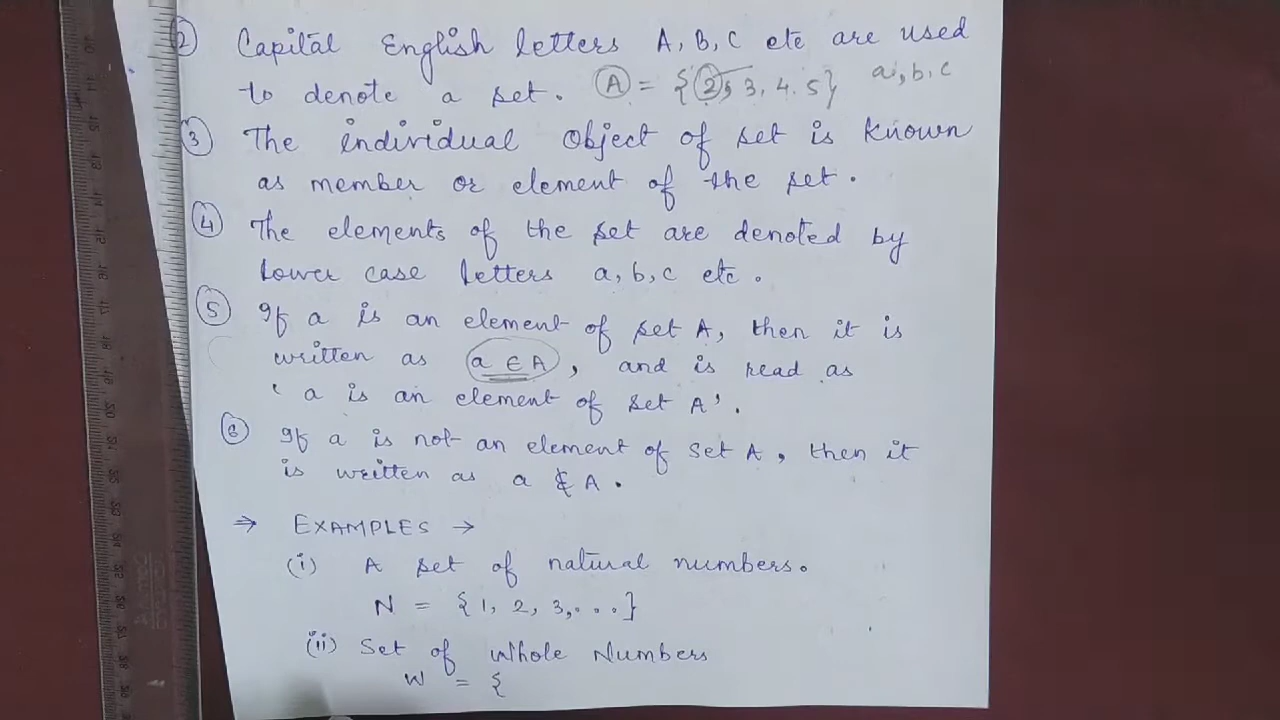 ② Capital English letters A, B, C etc are used
to denote a set. A = {2, 3, 4. 5} a, b, c
③ The individual object of set is known
as member or element of the set.
④ The elements of the set are denoted by
lower case letters a, b, c etc.
⑤ If a is an element of set A, then it is
written as a ∈ A, and is read as
' a is an element of set A'.
⑥ If a is not an element of set A, then it
is written as a ∉ A.
⇒ EXAMPLES →
(i) A set of natural numbers.
N = {1, 2, 3, . . . }
(ii) Set of Whole Numbers
W = {